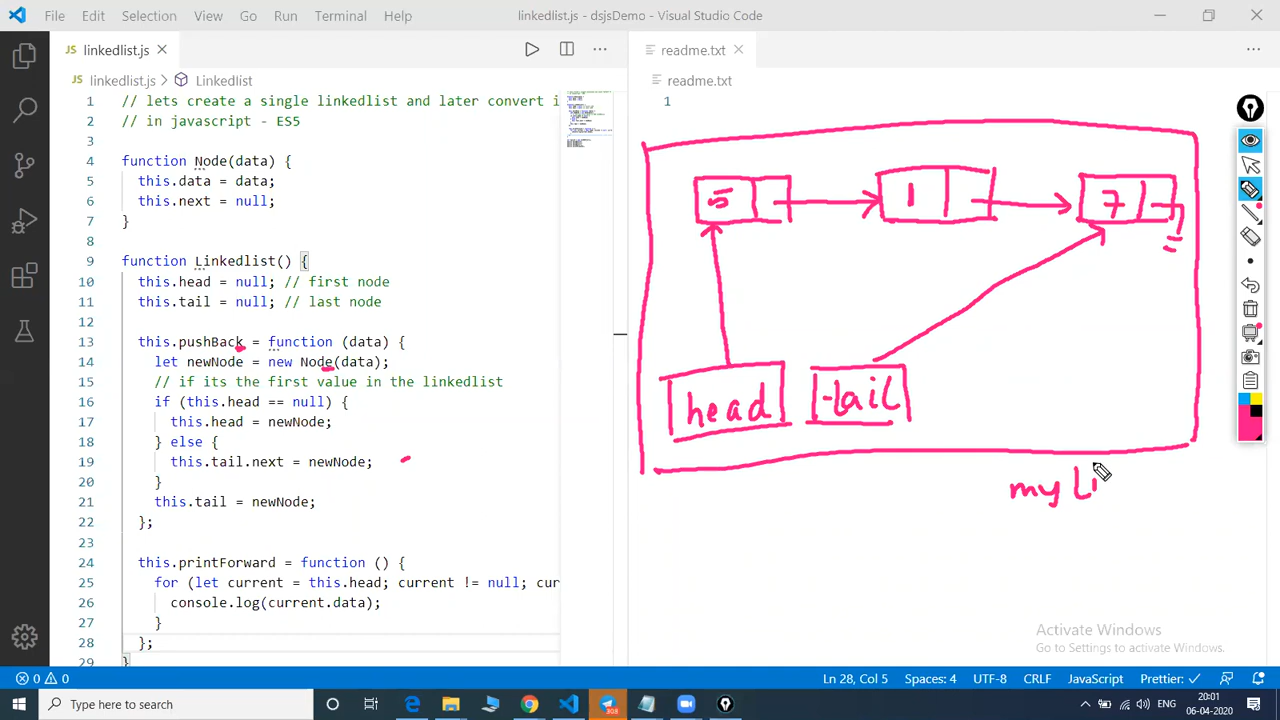 File Edit Selection View Go Run Terminal Help linkedlist.js - dsjsDemo - Visual Studio Code
JS linkedlist.js
readme.txt
JS linkedlist.js > Linkedlist
readme.txt
1 // lets create a single linkedlist and later convert i
2 // in javascript - ES5
3
4 function Node(data) {
5 this.data = data;
6 this.next = null;
7 }
8
9 function Linkedlist() {
10 this.head = null; // first node
11 this.tail = null; // last node
12
13 this.pushBack = function (data) {
14 let newNode = new Node(data);
15 // if its the first value in the linkedlist
16 if (this.head == null) {
17 this.head = newNode;
18 } else {
19 this.tail.next = newNode;
20 }
21 this.tail = newNode;
22 };
23
24 this.printForward = function () {
25 for (let current = this.head; current != null; cur
26 console.log(current.data);
27 }
28 };
29 }
1
5 1 7
head tail
my Li
Activate Windows
Go to Settings to activate Windows.
0 0 Ln 28, Col 5 Spaces: 4 UTF-8 CRLF JavaScript Prettier: ✓
Type here to search
ENG
20:01
06-04-2020